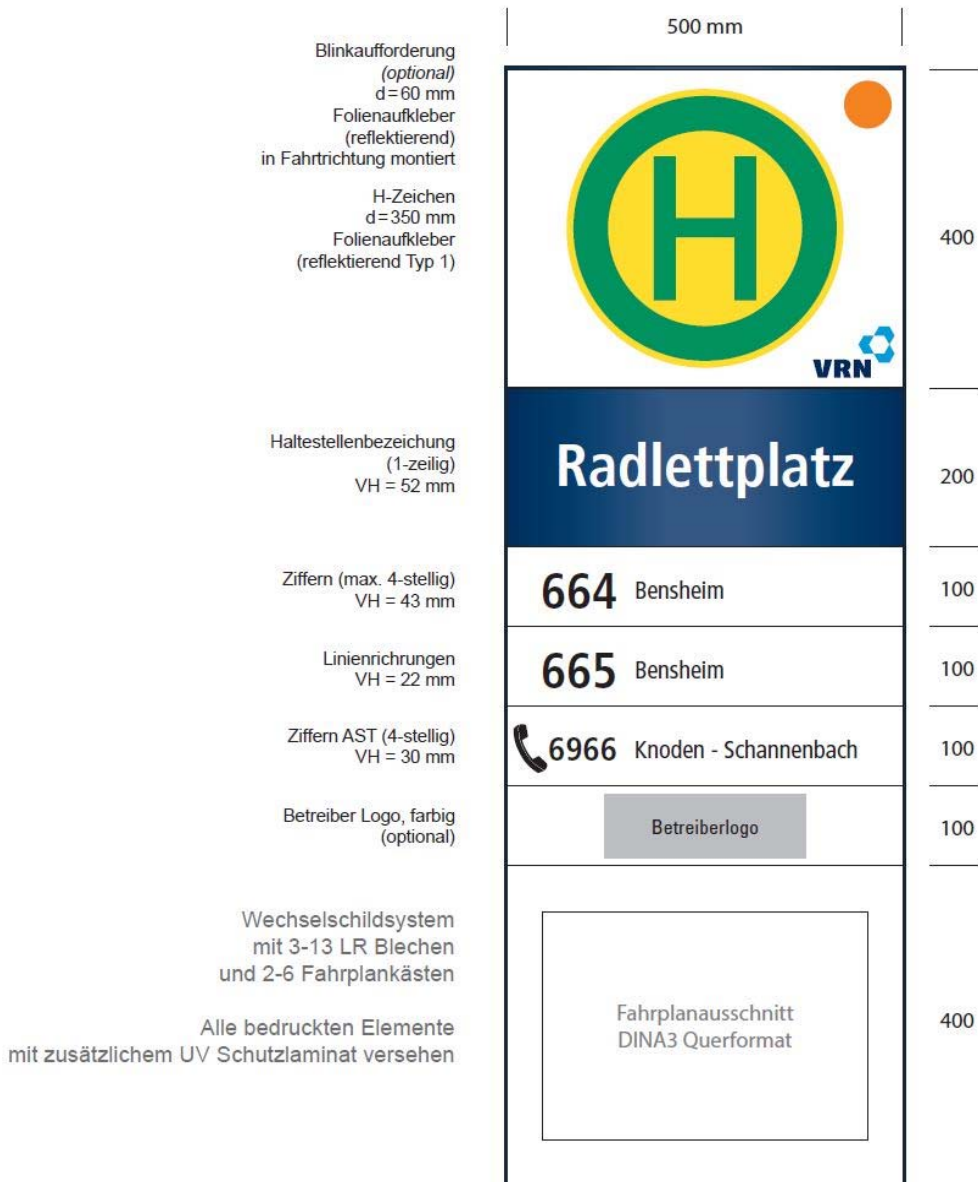 500 mm
Blinkaufforderung
(optional)
d=60 mm
Folienaufkleber
(reflektierend)
in Fahrtrichtung montiert
H-Zeichen
d=350 mm
Folienaufkleber
(reflektierend Typ 1)
H
400
VRN
Haltestellenbezeichung
(1-zeilig)
VH = 52 mm
Radlettplatz
200
Ziffern (max. 4-stellig)
VH = 43 mm
664 Bensheim
100
Linienrichrungen
VH = 22 mm
665 Bensheim
100
Ziffern AST (4-stellig)
VH = 30 mm
6966 Knoden - Schannenbach
100
Betreiber Logo, farbig
(optional)
Betreiberlogo
100
Wechselschildsystem
mit 3-13 LR Blechen
und 2-6 Fahrplankästen
Alle bedruckten Elemente
mit zusätzlichem UV Schutzlaminat versehen
Fahrplanausschnitt
DINA3 Querformat
400